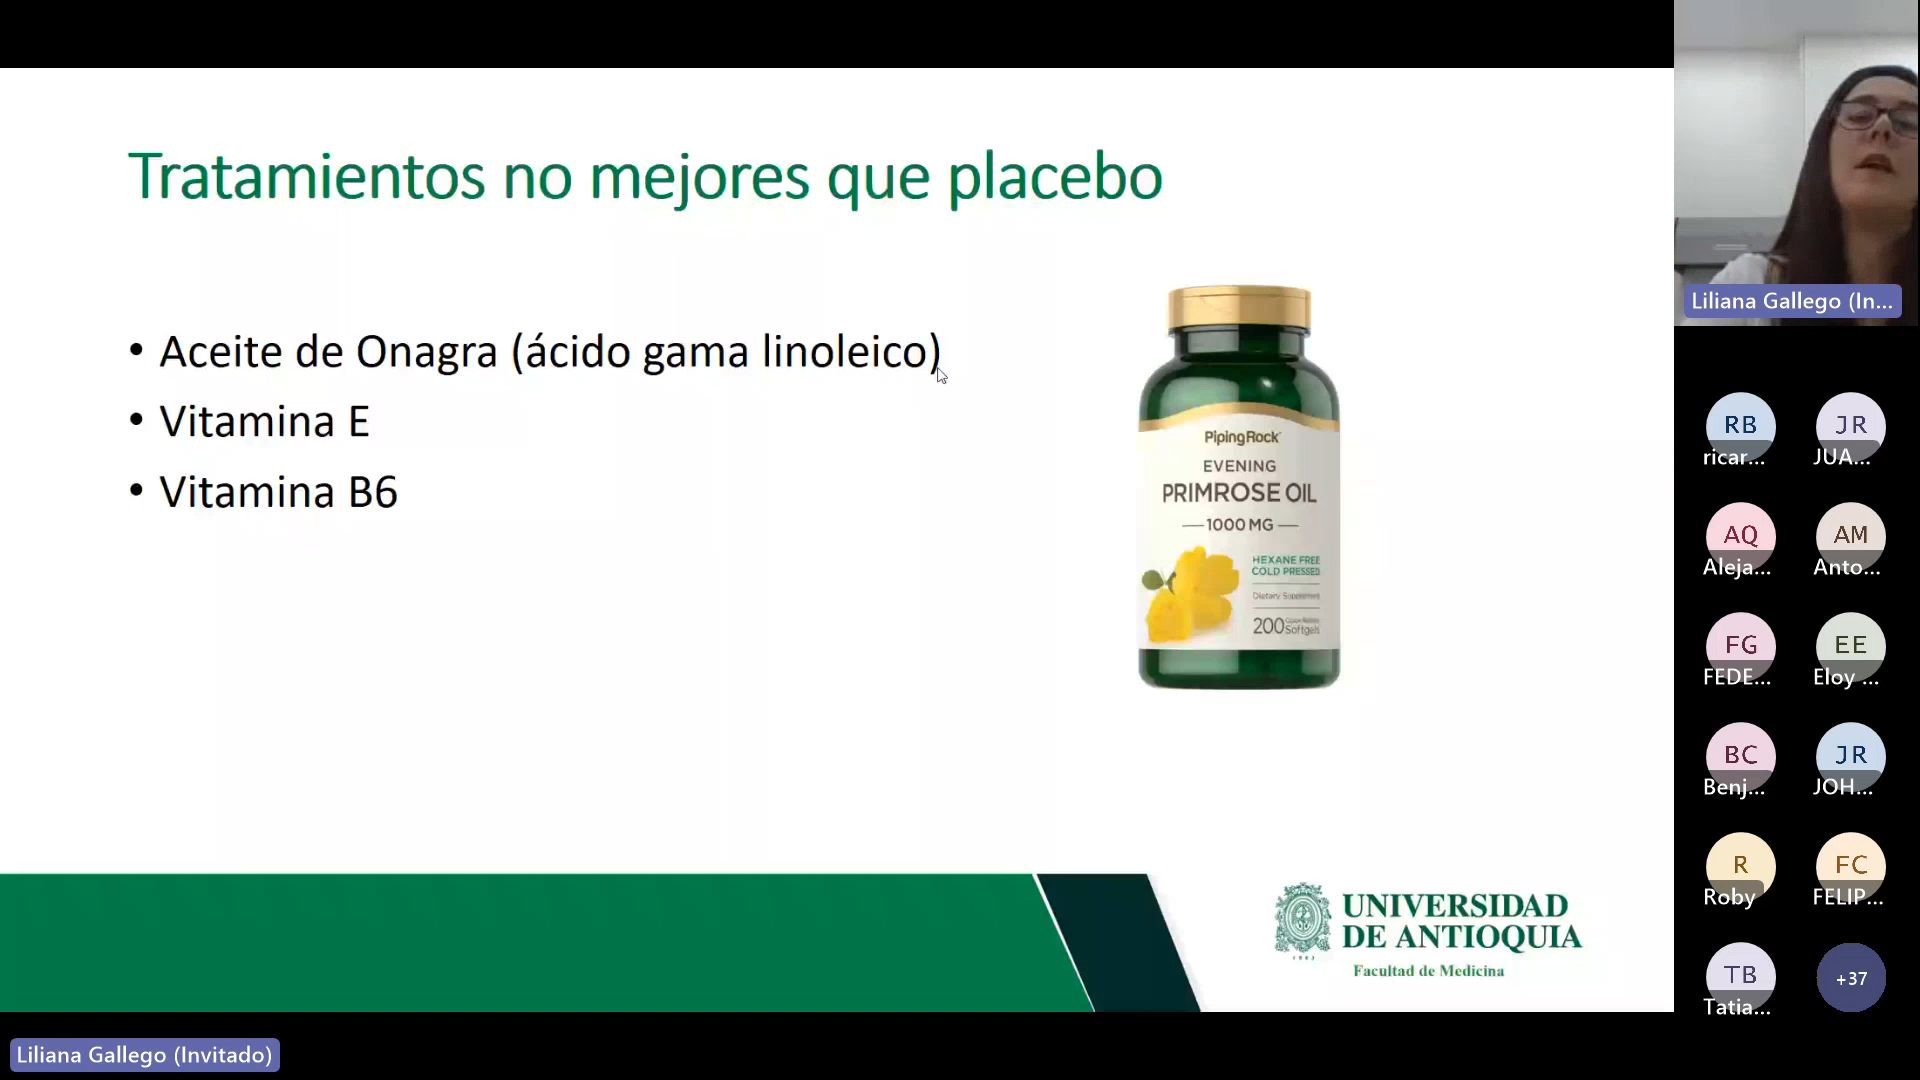 Tratamientos no mejores que placebo
• Aceite de Onagra (ácido gama linoleico)
• Vitamina E
• Vitamina B6
PipingRock
EVENING
PRIMROSE OIL
1000 MG
HEXANE FREE
COLD PRESSED
Dietary Supplement
200
Softgels
UNIVERSIDAD
DE ANTIOQUIA
Facultad de Medicina
Liliana Gallego (In...
RB
ricar...
JR
JUA...
AQ
Aleja...
AM
Anto...
FG
FEDE...
EE
Eloy ...
BC
Benj...
JR
JOH...
R
Roby
FC
FELIP...
TB
Tatia...
+37
Liliana Gallego (Invitado)